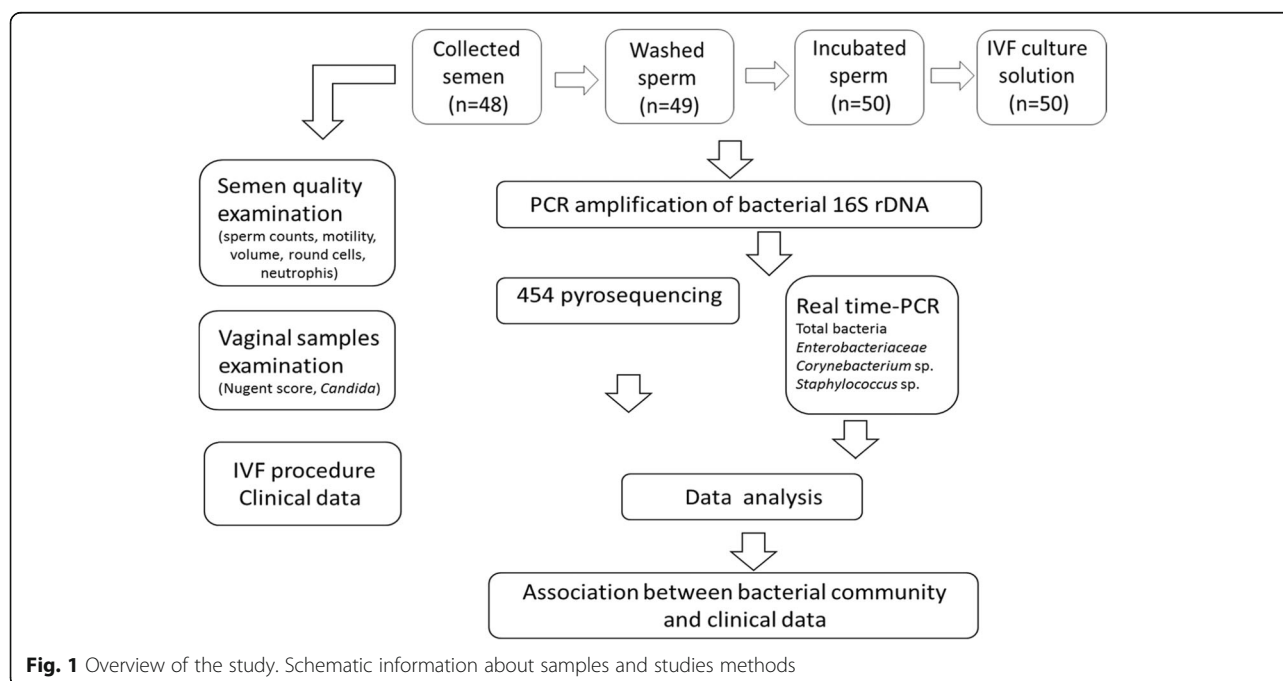 Collected
semen
(n=48)
Washed
sperm
(n=49)
Incubated
sperm
(n=50)
IVF culture
solution
(n=50)
Semen quality
examination
(sperm counts, motility,
volume, round cells,
neutrophis)
Vaginal samples
examination
(Nugent score, Candida)
IVF procedure
Clinical data
PCR amplification of bacterial 16S rDNA
454 pyrosequencing
Real time-PCR
Total bacteria
Enterobacteriaceae
Corynebacterium sp.
Staphylococcus sp.
Data analysis
Association between bacterial community
and clinical data
Fig. 1 Overview of the study. Schematic information about samples and studies methods